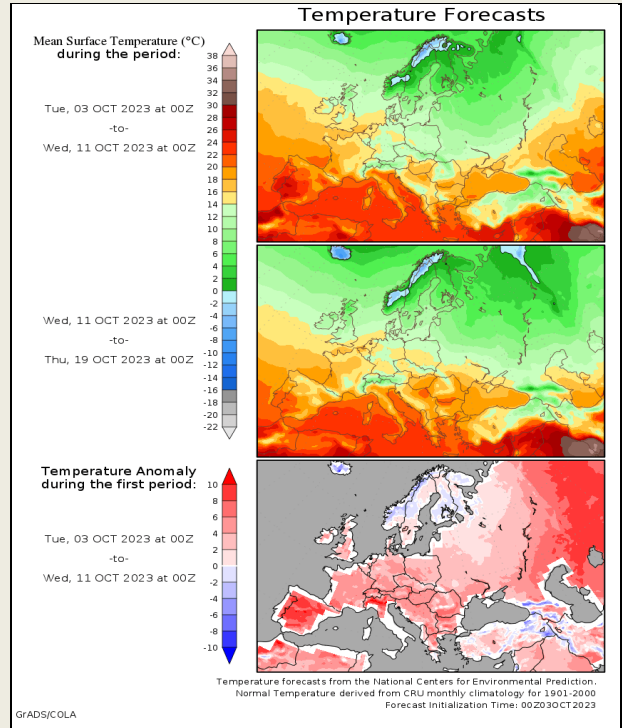 Temperature Forecasts
Mean Surface Temperature (°C)
during the period:
Tue, 03 OCT 2023 at 00Z
-to-
Wed, 11 OCT 2023 at 00Z
38
36
34
32
30
28
26
24
22
20
18
16
14
12
10
8
6
4
2
0
-2
-4
-6
-8
-10
-12
-14
-16
-18
-20
-22
Wed, 11 OCT 2023 at 00Z
-to-
Thu, 19 OCT 2023 at 00Z
Temperature Anomaly
during the first period:
Tue, 03 OCT 2023 at 00Z
-to-
Wed, 11 OCT 2023 at 00Z
10
8
6
4
2
0
-2
-4
-6
-8
-10
Temperature forecasts from the National Centers for Environmental Prediction.
Normal Temperature derived from CRU monthly climatology for 1901-2000
Forecast Initialization Time: 00Z03OCT2023
GrADS/COLA